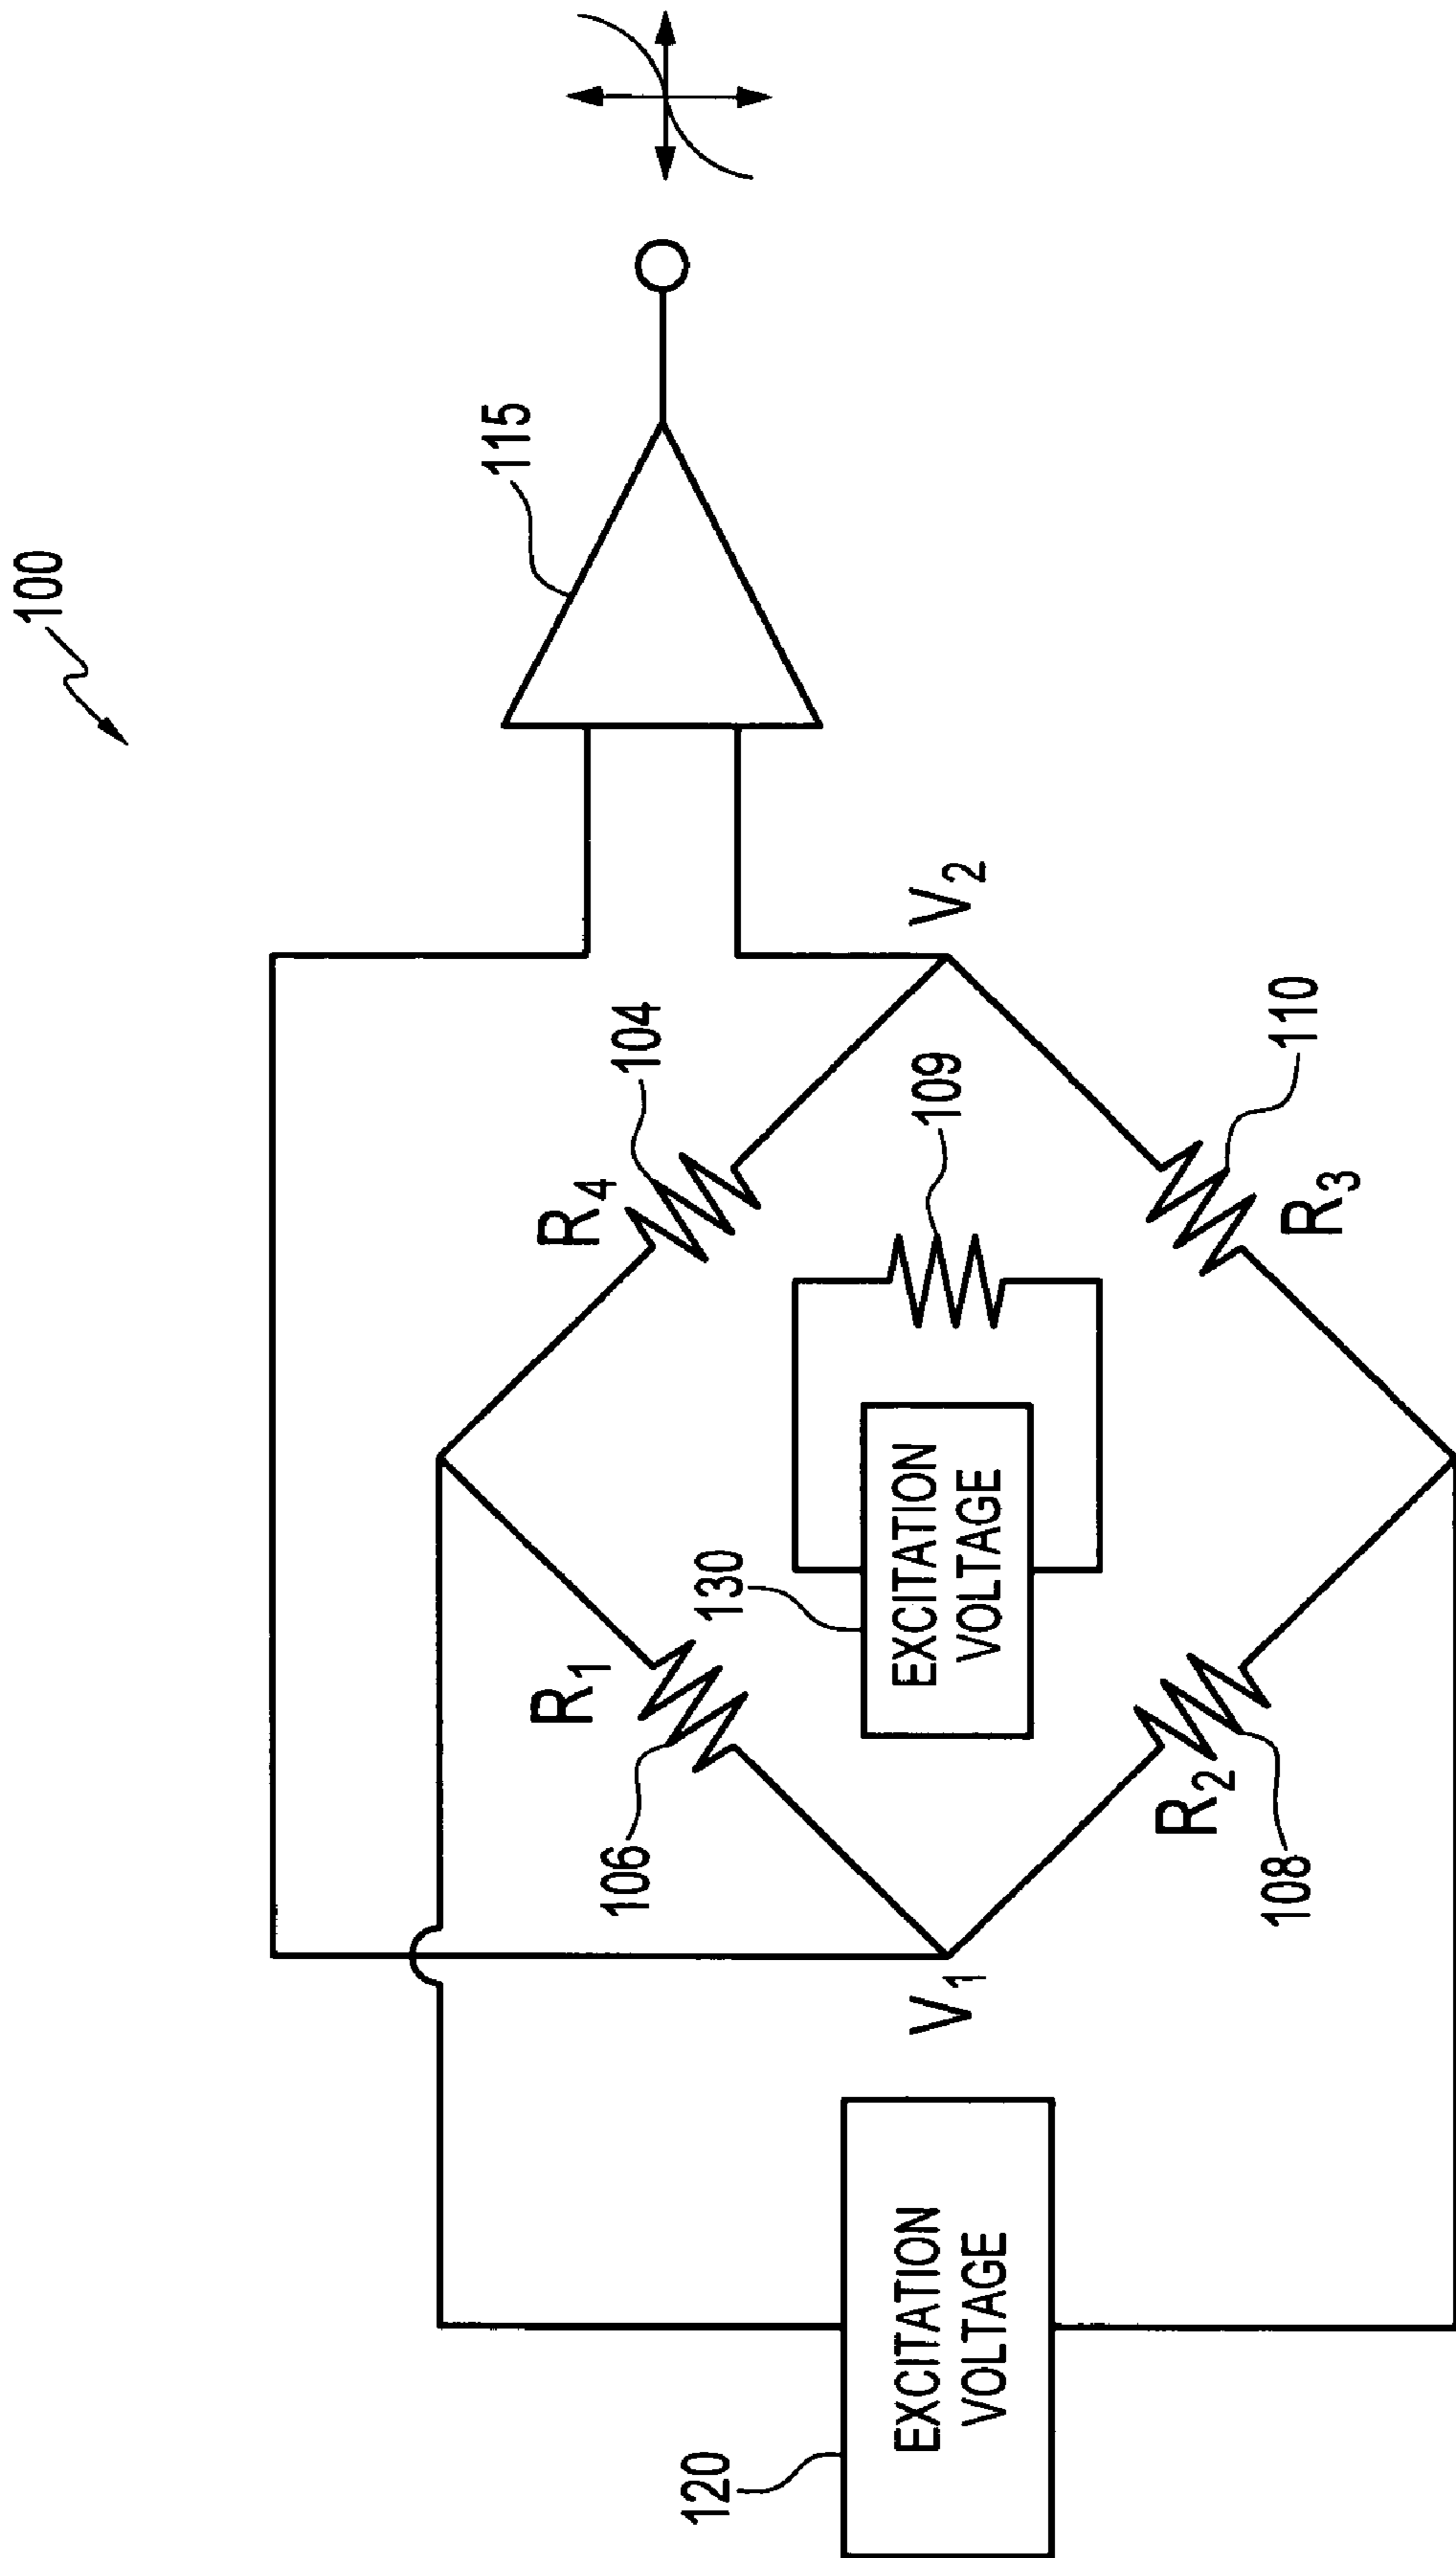 100
115
R4
104
V2
R1
106
109
130
EXCITATION
VOLTAGE
V1
R2
108
R3
110
120
EXCITATION
VOLTAGE